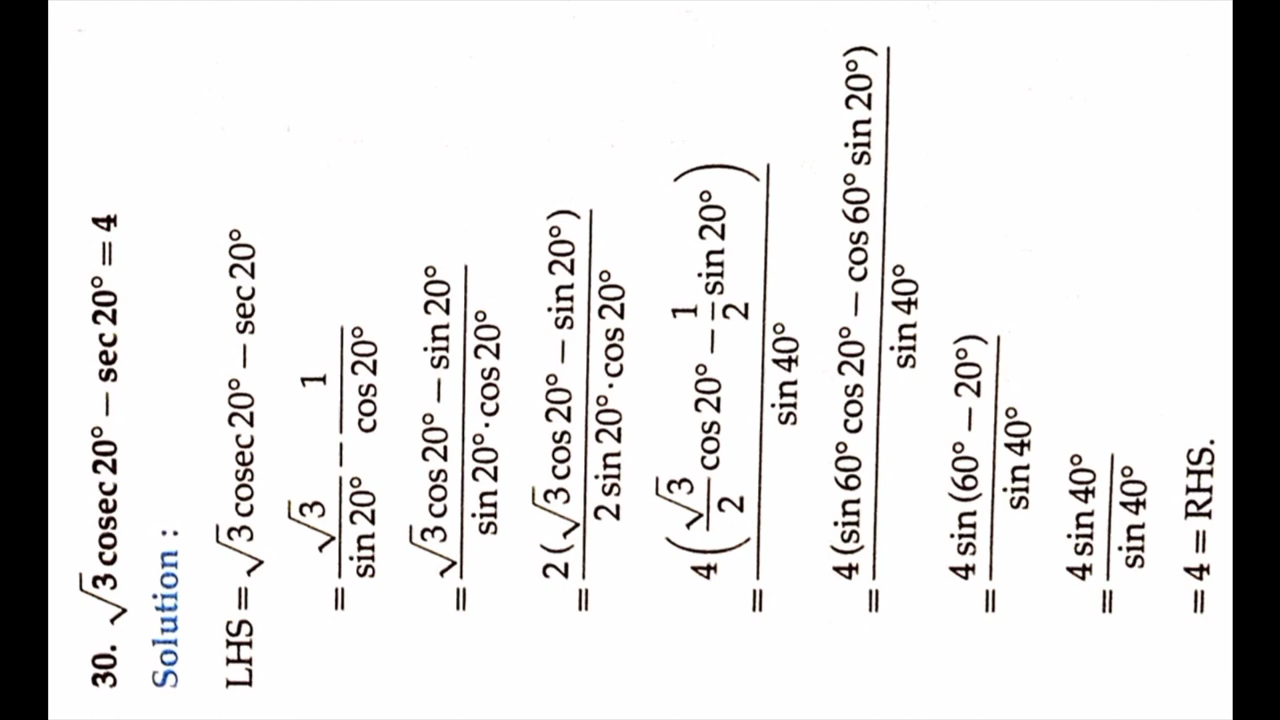 30. √3 cosec 20° − sec 20° = 4
Solution :
LHS = √3 cosec 20° − sec 20°
= √3/sin 20° − 1/cos 20°
= (√3 cos 20° − sin 20°)/(sin 20°·cos 20°)
= 2(√3 cos 20° − sin 20°)/(2 sin 20°·cos 20°)
= 4(√3/2 cos 20° − 1/2 sin 20°)/sin 40°
= 4(sin 60° cos 20° − cos 60° sin 20°)/sin 40°
= 4 sin (60° − 20°)/sin 40°
= 4 sin 40°/sin 40°
= 4 = RHS.